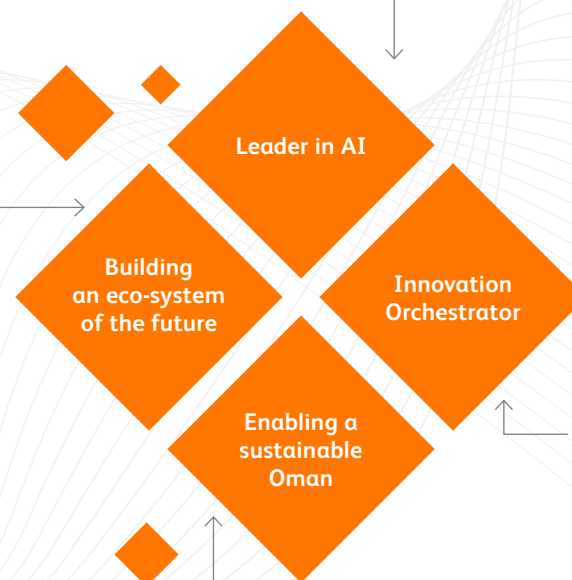 Leader in AI
Building
an eco-system
of the future
Innovation
Orchestrator
Enabling a
sustainable
Oman